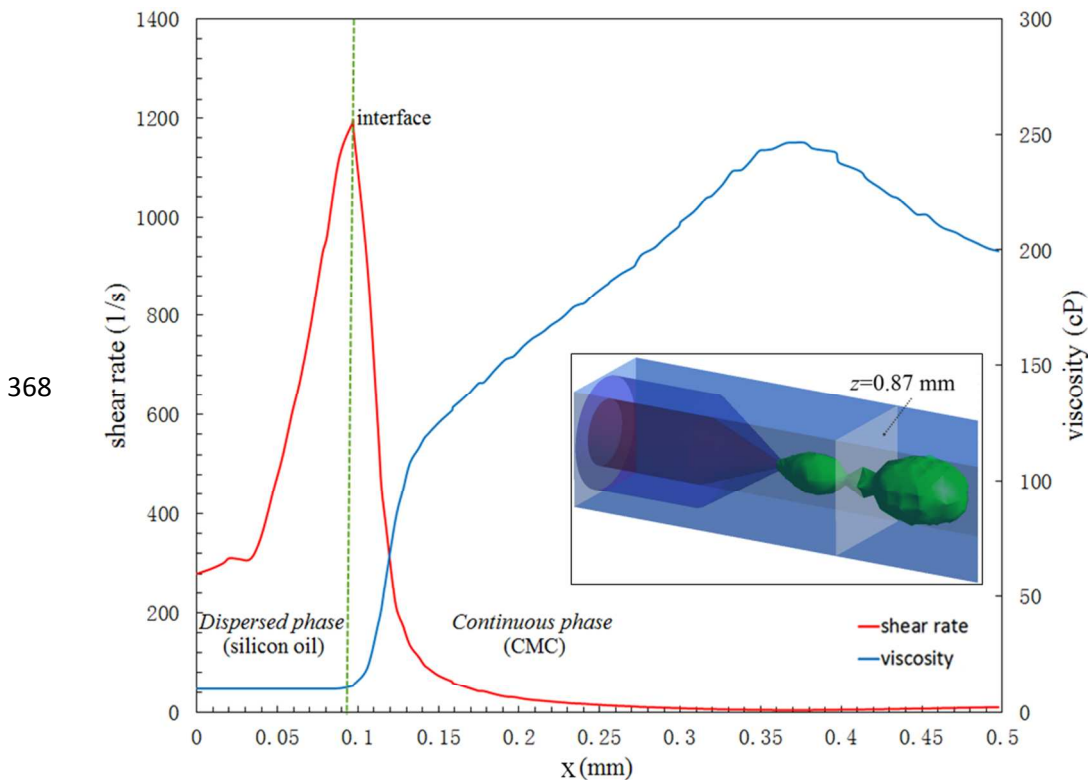 1400
1200
1000
800
600
400
200
0
shear rate (1/s)
368
300
250
200
150
100
50
0
viscosity (cP)
interface
z=0.87 mm
Dispersed phase
(silicon oil)
Continuous phase
(CMC)
shear rate
viscosity
0 0.05 0.1 0.15 0.2 0.25 0.3 0.35 0.4 0.45 0.5
X (mm)